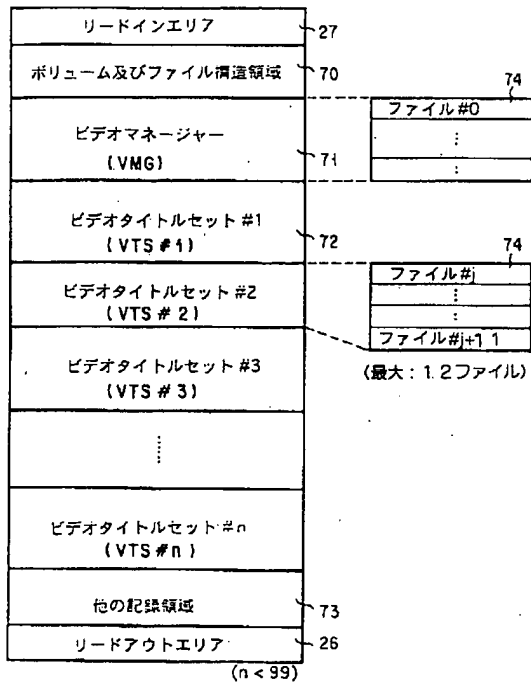 リードインエリア
27
ボリューム及びファイル構造領域
70
ビデオマネージャー
(VMG)
71
74
ファイル#0
ビデオタイトルセット#1
(VTS#1)
72
ビデオタイトルセット#2
(VTS#2)
74
ファイル#j
ファイル#j+11
(最大:12ファイル)
ビデオタイトルセット#3
(VTS#3)
ビデオタイトルセット#n
(VTS#n)
他の記録領域
73
リードアウトエリア
26
(n<99)